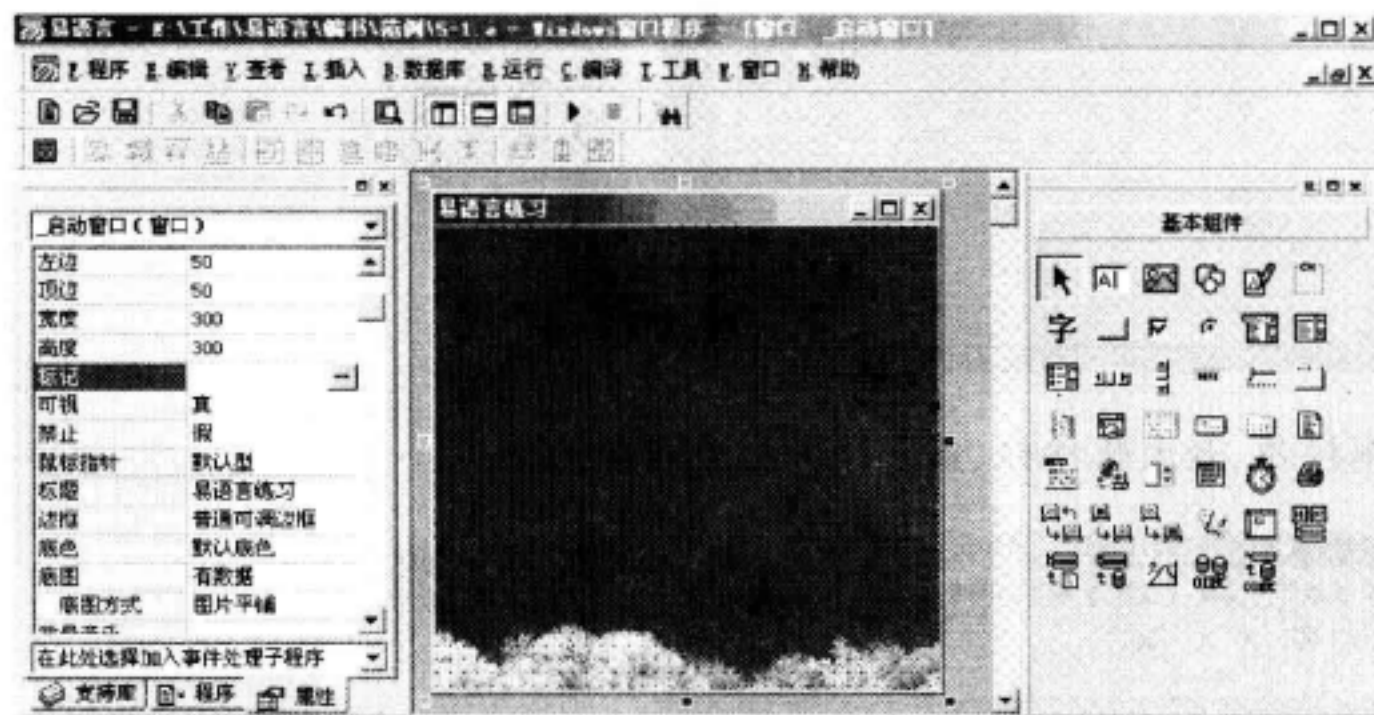 易语言 - E:\工作\易语言\编书\范例\5-1.e - Windows窗口程序 - [窗口：_启动窗口]
F.程序 E.编辑 V.查看 I.插入 B.数据库 R.运行 C.编译 T.工具 W.窗口 H.帮助
_启动窗口（窗口）
左边 50
顶边 50
宽度 300
高度 300
标记
可视 真
禁止 假
鼠标指针 默认型
标题 易语言练习
边框 普通可调边框
底色 默认底色
底图 有数据
底图方式 图片平铺
在此处选择加入事件处理子程序
支持库 程序 属性
易语言练习
基本组件
字